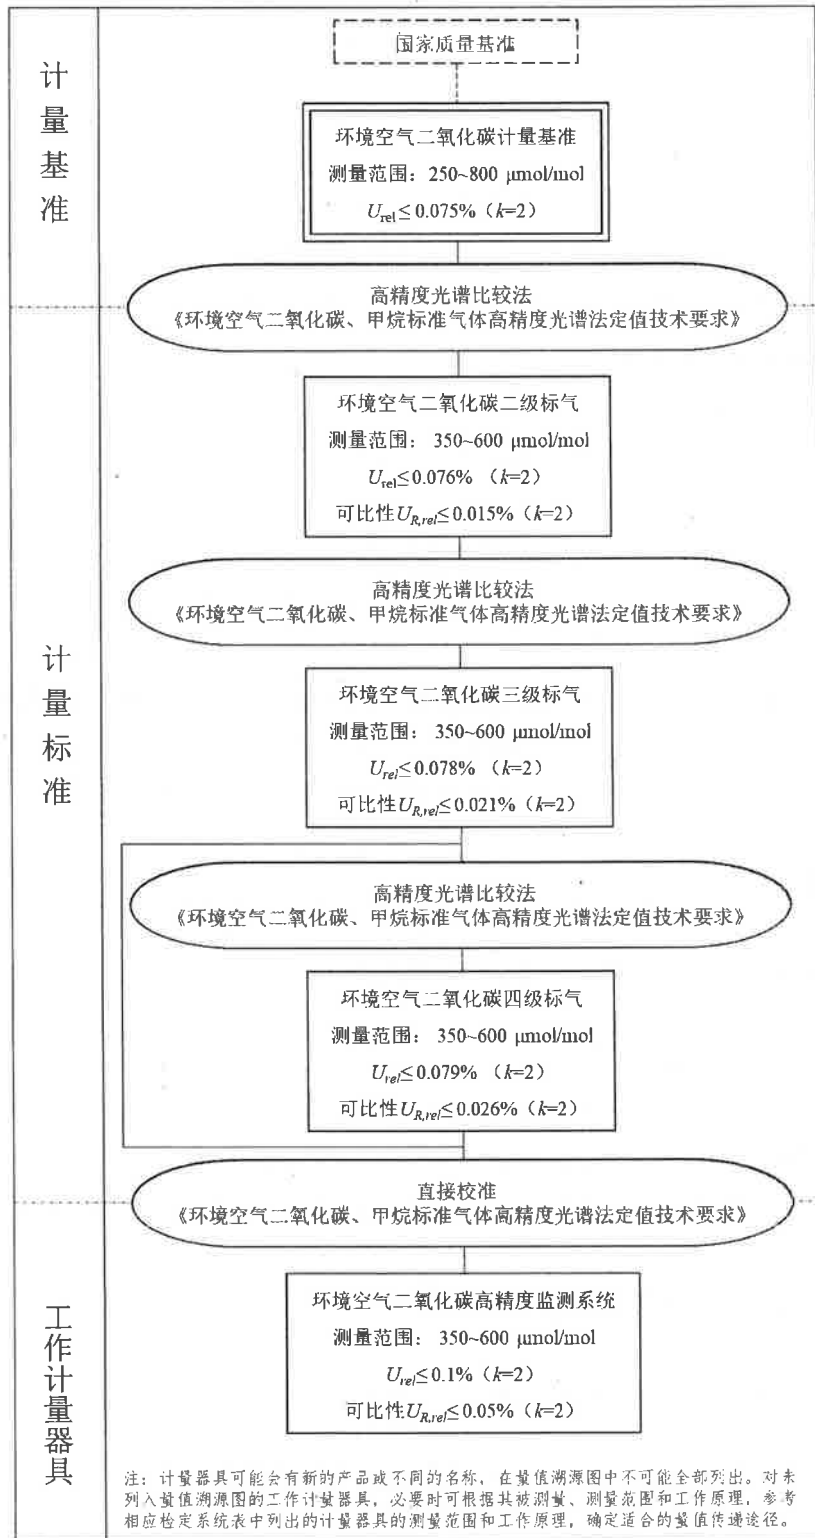 计量基准
国家质量基准
环境空气二氧化碳计量基准
测量范围：250~800 μmol/mol
Urel≤0.075%（k=2）
高精度光谱比较法
《环境空气二氧化碳、甲烷标准气体高精度光谱法定值技术要求》
计量标准
环境空气二氧化碳二级标气
测量范围： 350~600 μmol/mol
Urel≤0.076% （k=2）
可比性UR,rel≤0.015%（k=2）
高精度光谱比较法
《环境空气二氧化碳、甲烷标准气体高精度光谱法定值技术要求》
环境空气二氧化碳三级标气
测量范围： 350~600 μmol/mol
Urel≤0.078% （k=2）
可比性UR,rel≤0.021%（k=2）
高精度光谱比较法
《环境空气二氧化碳、甲烷标准气体高精度光谱法定值技术要求》
环境空气二氧化碳四级标气
测量范围： 350~600 μmol/mol
Urel≤0.079% （k=2）
可比性UR,rel≤0.026%（k=2）
直接校准
《环境空气二氧化碳、甲烷标准气体高精度光谱法定值技术要求》
工作计量器具
环境空气二氧化碳高精度监测系统
测量范围： 350~600 μmol/mol
Urel≤0.1%（k=2）
可比性UR,rel≤0.05%（k=2）
注：计量器具可能会有新的产品或不同的名称，在量值溯源图中不可能全部列出。对未
列入量值溯源图的工作计量器具，必要时可根据其被测量、测量范围和工作原理，参考
相应检定系统表中列出的计量器具的测量范围和工作原理，确定适合的量值传递途径。